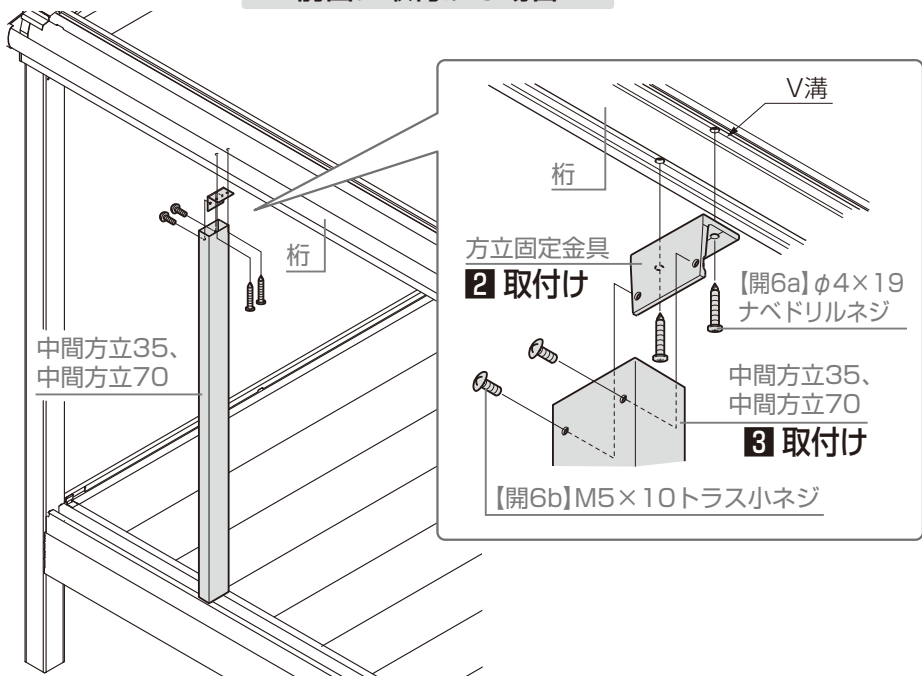 V溝
桁
方立固定金具
2 取付け
【開6a】φ4×19
ナベドリルネジ
桁
中間方立35、
中間方立70
中間方立35、
中間方立70
3 取付け
【開6b】M5×10トラス小ネジ